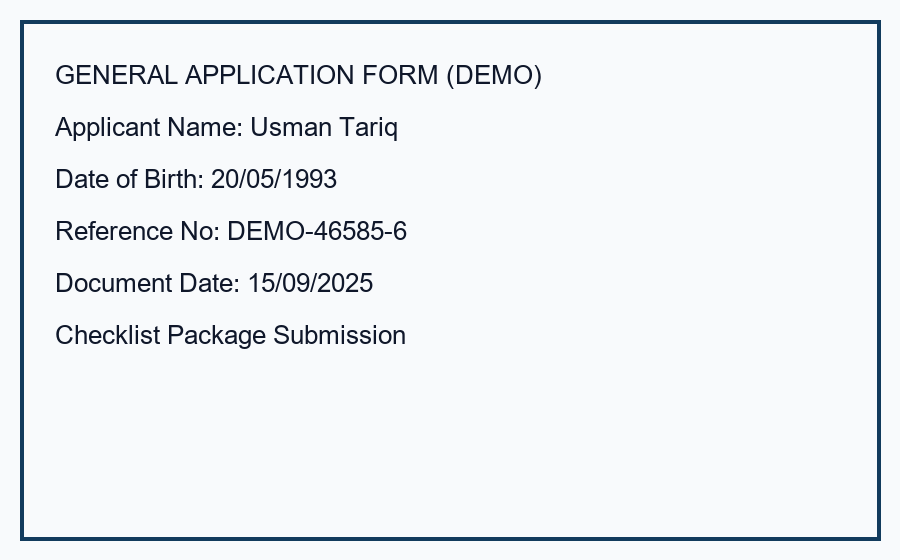 GENERAL APPLICATION FORM (DEMO)
Applicant Name: Usman Tariq
Date of Birth: 20/05/1993
Reference No: DEMO-46585-6
Document Date: 15/09/2025
Checklist Package Submission